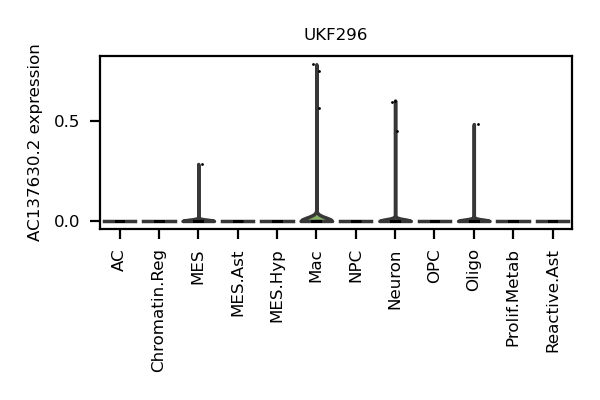 UKF296
AC137630.2 expression
0.5
0.0
AC
Chromatin.Reg
MES
MES.Ast
MES.Hyp
Mac
NPC
Neuron
OPC
Oligo
Prolif.Metab
Reactive.Ast